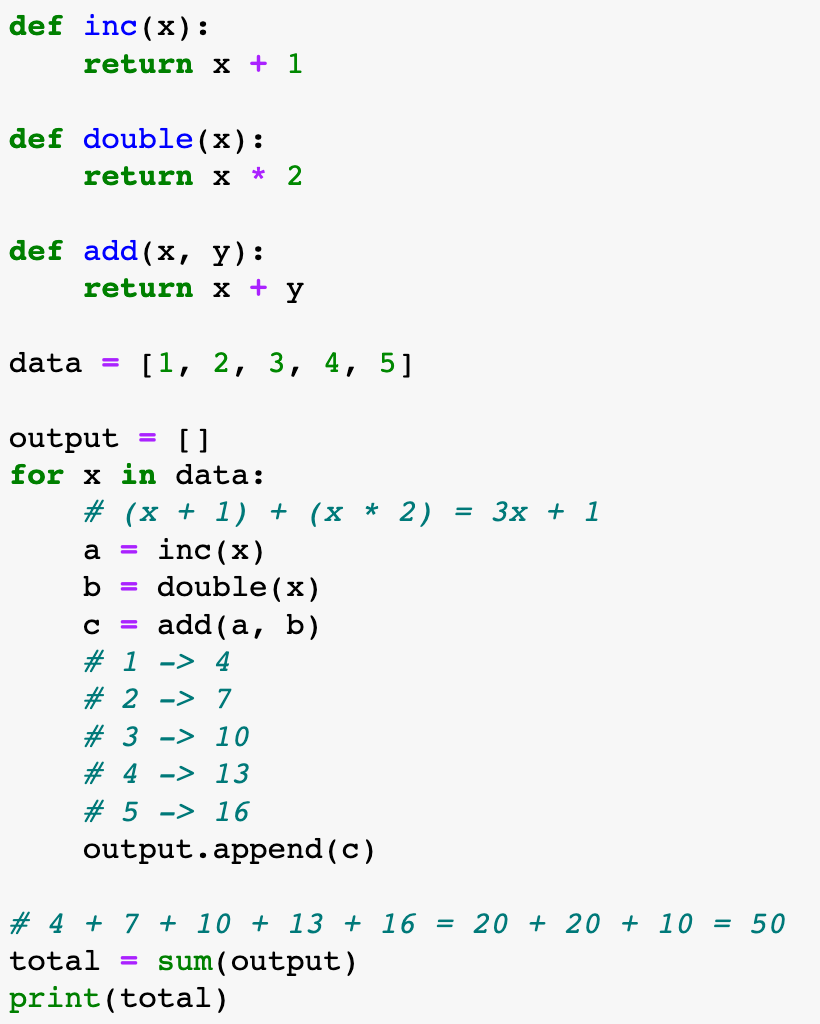 def inc(x):
    return x + 1

def double(x):
    return x * 2

def add(x, y):
    return x + y

data = [1, 2, 3, 4, 5]

output = []
for x in data:
    # (x + 1) + (x * 2) = 3x + 1
    a = inc(x)
    b = double(x)
    c = add(a, b)
    # 1 -> 4
    # 2 -> 7
    # 3 -> 10
    # 4 -> 13
    # 5 -> 16
    output.append(c)

# 4 + 7 + 10 + 13 + 16 = 20 + 20 + 10 = 50
total = sum(output)
print(total)